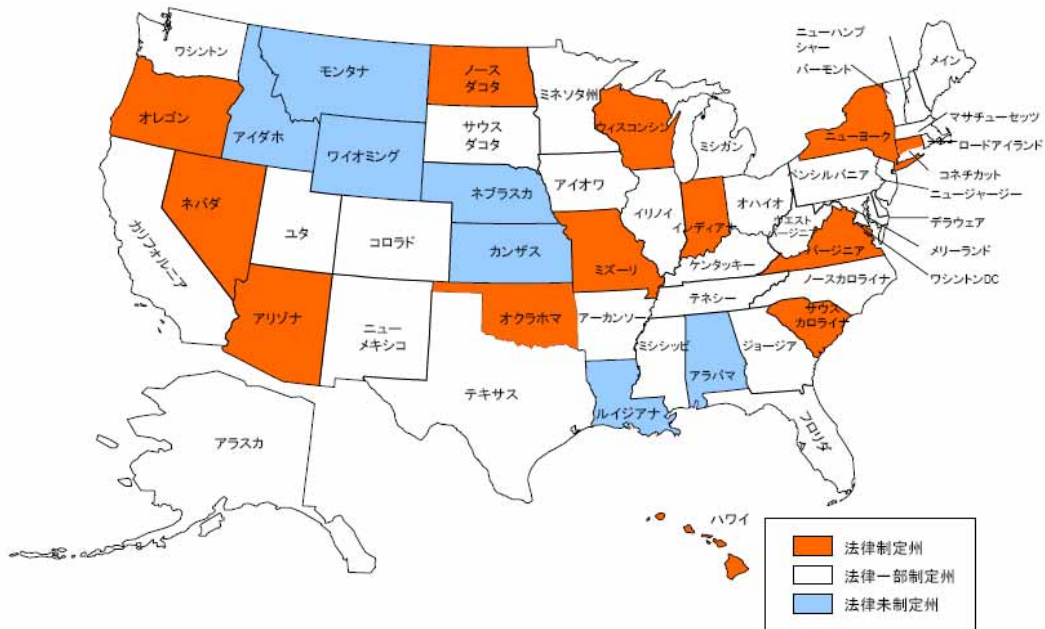 ワシントン
モンタナ
ノース
ダコタ
ミネソタ州
ニューハンプ
シャー
バーモント
メイン
オレゴン
アイダホ
ワイオミング
サウス
ダコタ
ウィスコンシン
ミシガン
ニューヨーク
マサチューセッツ
ロードアイランド
コネチカット
ネバダ
ユタ
コロラド
ネブラスカ
アイオワ
イリノイ
インディアナ
オハイオ
ペンシルバニア
ニュージャージー
デラウェア
カリフォルニア
カンザス
ミズーリ
ケンタッキー
ウエスト
バージニア
バージニア
メリーランド
ワシントンDC
アリゾナ
ニュー
メキシコ
オクラホマ
アーカンソー
テネシー
ノースカロライナ
サウス
カロライナ
テキサス
ルイジアナ
ミシシッピ
アラバマ
ジョージア
フロリダ
アラスカ
ハワイ
法律制定州
法律一部制定州
法律未制定州